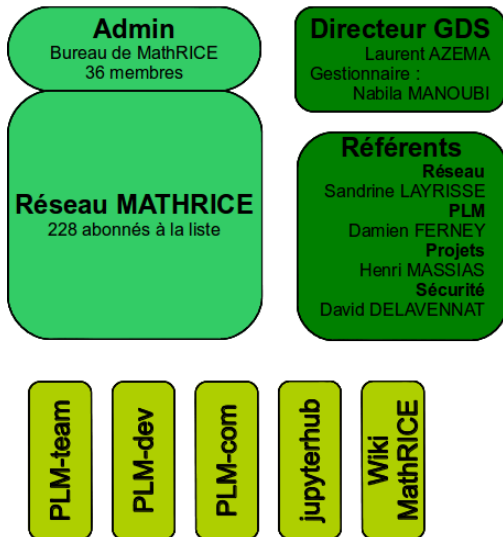 Admin
Bureau de MathRICE
36 membres
Réseau MATHRICE
228 abonnés à la liste
Directeur GDS
Laurent AZEMA
Gestionnaire :
Nabila MANOUBI
Référents
Réseau
Sandrine LAYRISSE
PLM
Damien FERNEY
Projets
Henri MASSIAS
Sécurité
David DELAVENNAT
PLM-team
PLM-dev
PLM-com
jupyterhub
Wiki
MathRICE